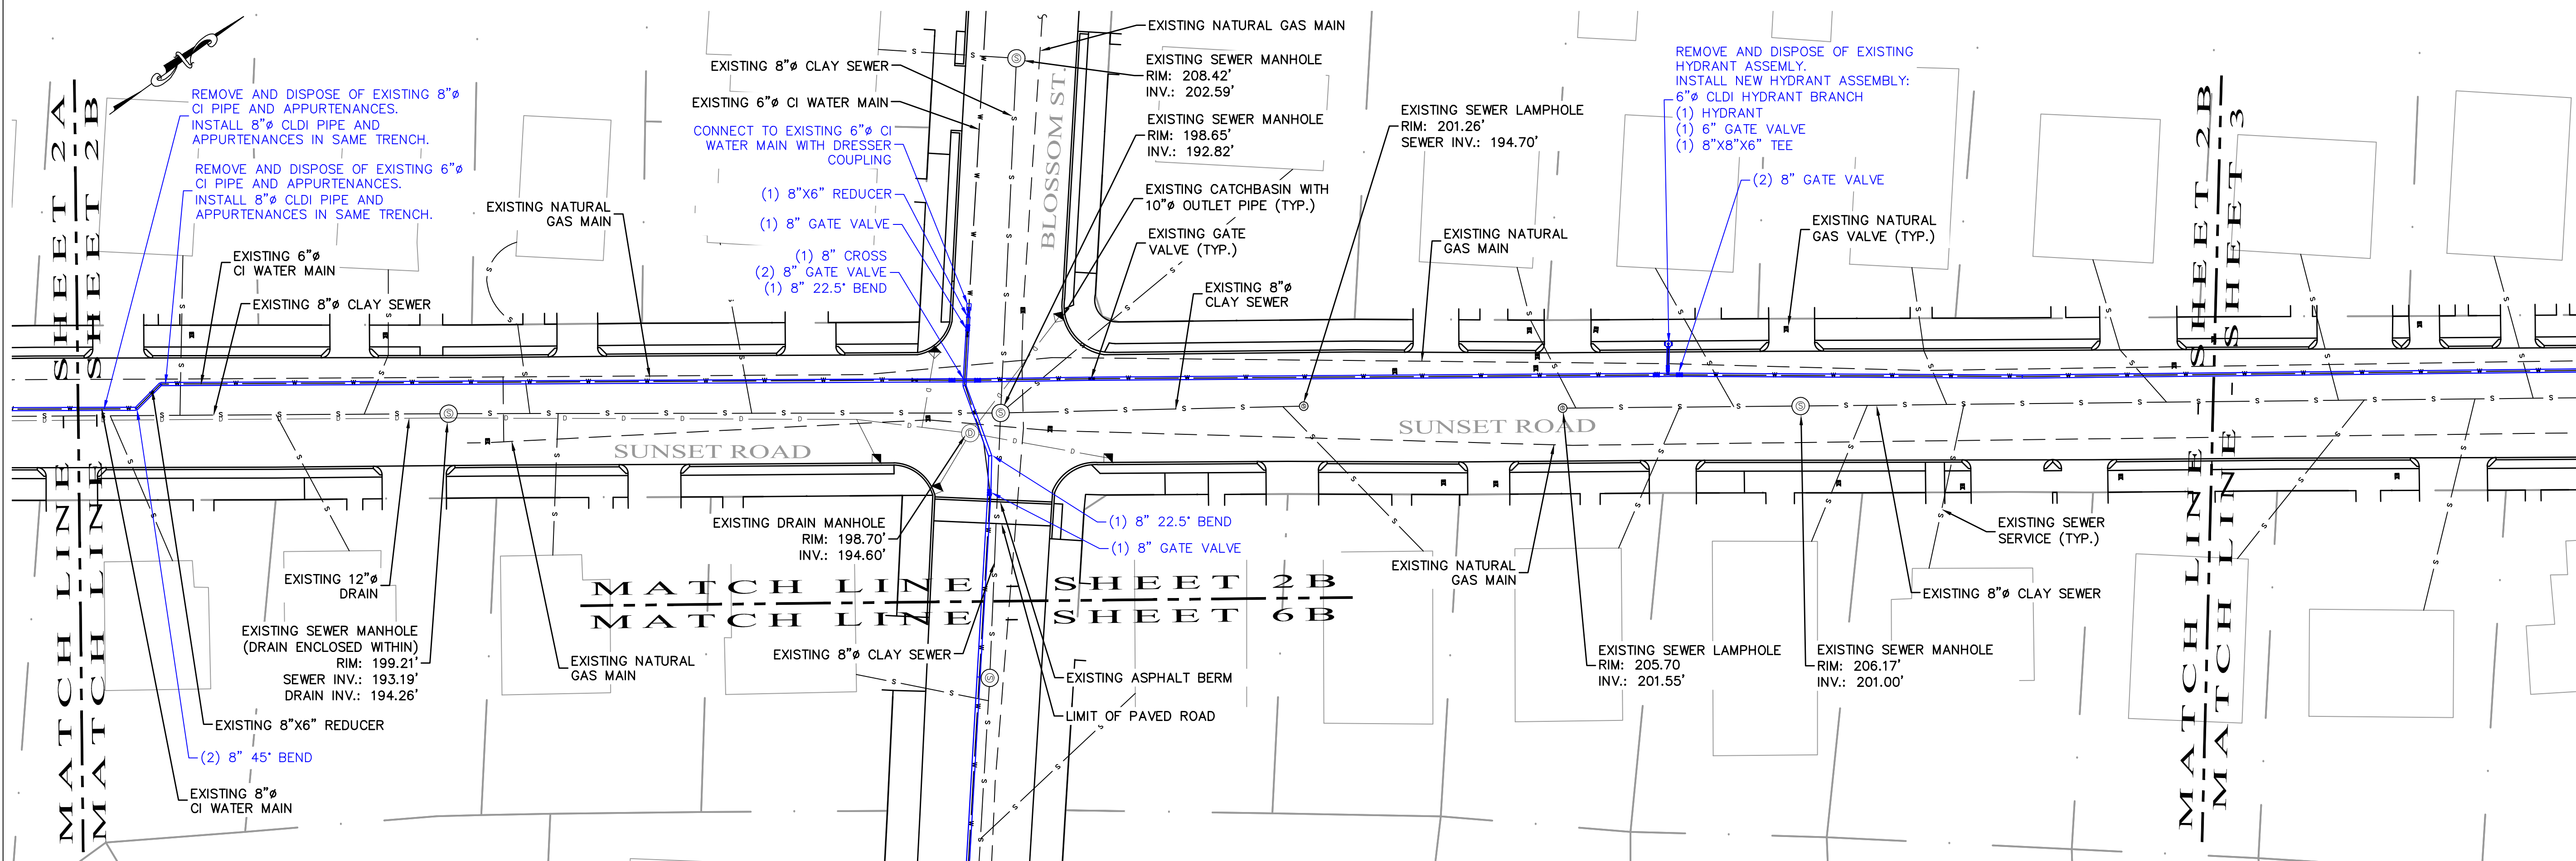 MATCH LINE SHEET 2A
MATCH LINE SHEET 2B
REMOVE AND DISPOSE OF EXISTING 8"ø
CI PIPE AND APPURTENANCES.
INSTALL 8"ø CLDI PIPE AND
APPURTENANCES IN SAME TRENCH.
REMOVE AND DISPOSE OF EXISTING 6"ø
CI PIPE AND APPURTENANCES.
INSTALL 8"ø CLDI PIPE AND
APPURTENANCES IN SAME TRENCH.
EXISTING 6"ø
CI WATER MAIN
EXISTING 8"ø CLAY SEWER
EXISTING NATURAL
GAS MAIN
EXISTING 8"ø CLAY SEWER
EXISTING 6"ø CI WATER MAIN
CONNECT TO EXISTING 6"ø CI
WATER MAIN WITH DRESSER
COUPLING
(1) 8"X6" REDUCER
(1) 8" GATE VALVE
(1) 8" CROSS
(2) 8" GATE VALVE
(1) 8" 22.5° BEND
BLOSSOM ST.
EXISTING NATURAL GAS MAIN
EXISTING SEWER MANHOLE
RIM: 208.42'
INV.: 202.59'
EXISTING SEWER MANHOLE
RIM: 198.65'
INV.: 192.82'
EXISTING CATCHBASIN WITH
10"ø OUTLET PIPE (TYP.)
EXISTING GATE
VALVE (TYP.)
EXISTING 8"ø
CLAY SEWER
EXISTING SEWER LAMPHOLE
RIM: 201.26'
SEWER INV.: 194.70'
EXISTING NATURAL
GAS MAIN
REMOVE AND DISPOSE OF EXISTING
HYDRANT ASSEMLY.
INSTALL NEW HYDRANT ASSEMBLY:
6"ø CLDI HYDRANT BRANCH
(1) HYDRANT
(1) 6" GATE VALVE
(1) 8"X8"X6" TEE
(2) 8" GATE VALVE
EXISTING NATURAL
GAS VALVE (TYP.)
MATCH LINE SHEET 2B
MATCH LINE SHEET 3
SUNSET ROAD
SUNSET ROAD
EXISTING 12"ø
DRAIN
EXISTING SEWER MANHOLE
(DRAIN ENCLOSED WITHIN)
RIM: 199.21'
SEWER INV.: 193.19'
DRAIN INV.: 194.26'
EXISTING 8"X6" REDUCER
(2) 8" 45° BEND
EXISTING 8"ø
CI WATER MAIN
EXISTING NATURAL
GAS MAIN
EXISTING DRAIN MANHOLE
RIM: 198.70'
INV.: 194.60'
MATCH LINE SHEET 2B
MATCH LINE SHEET 6B
EXISTING 8"ø CLAY SEWER
(1) 8" 22.5° BEND
(1) 8" GATE VALVE
EXISTING ASPHALT BERM
LIMIT OF PAVED ROAD
EXISTING NATURAL
GAS MAIN
EXISTING SEWER LAMPHOLE
RIM: 205.70
INV.: 201.55'
EXISTING SEWER MANHOLE
RIM: 206.17'
INV.: 201.00'
EXISTING 8"ø CLAY SEWER
EXISTING SEWER
SERVICE (TYP.)